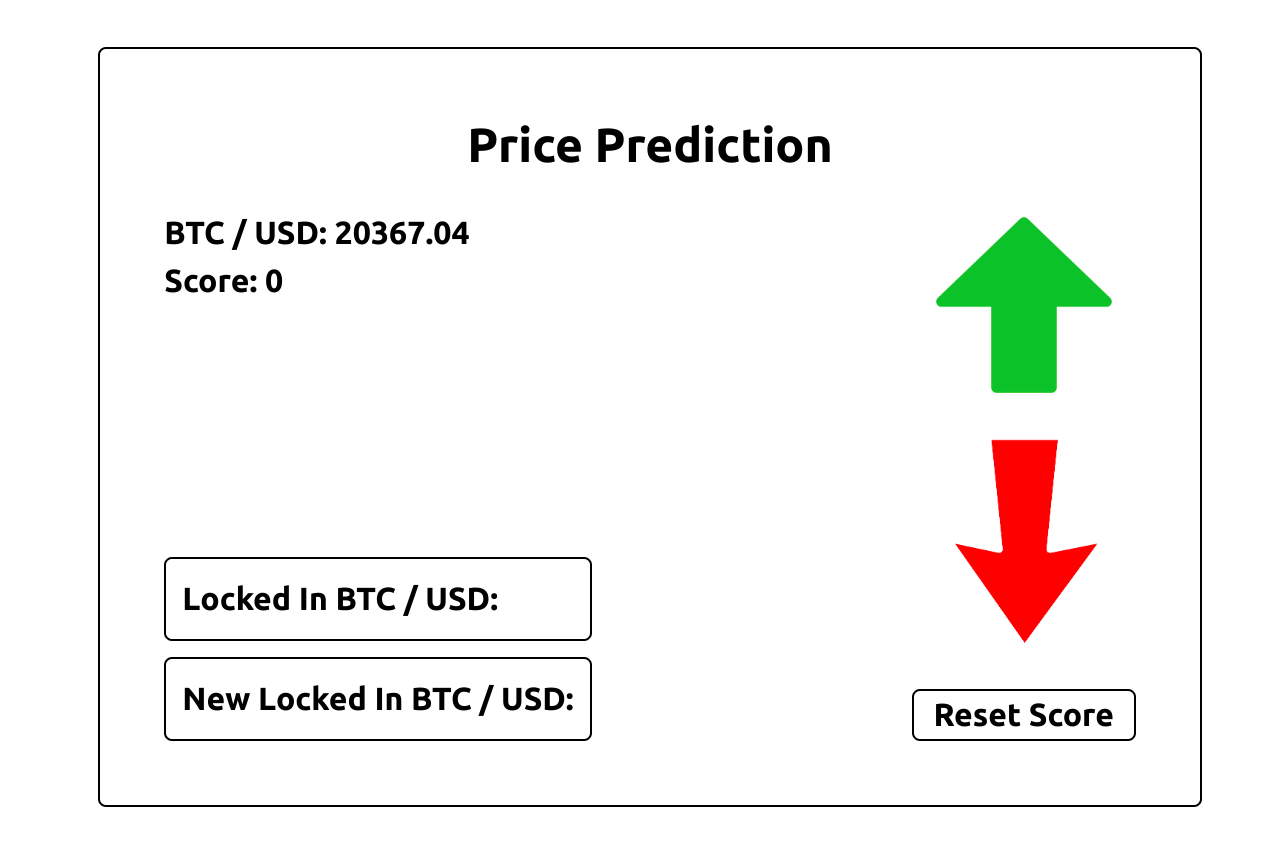 Price Prediction
BTC / USD: 20367.04
Score: 0
Locked In BTC / USD:
New Locked In BTC / USD:
Reset Score